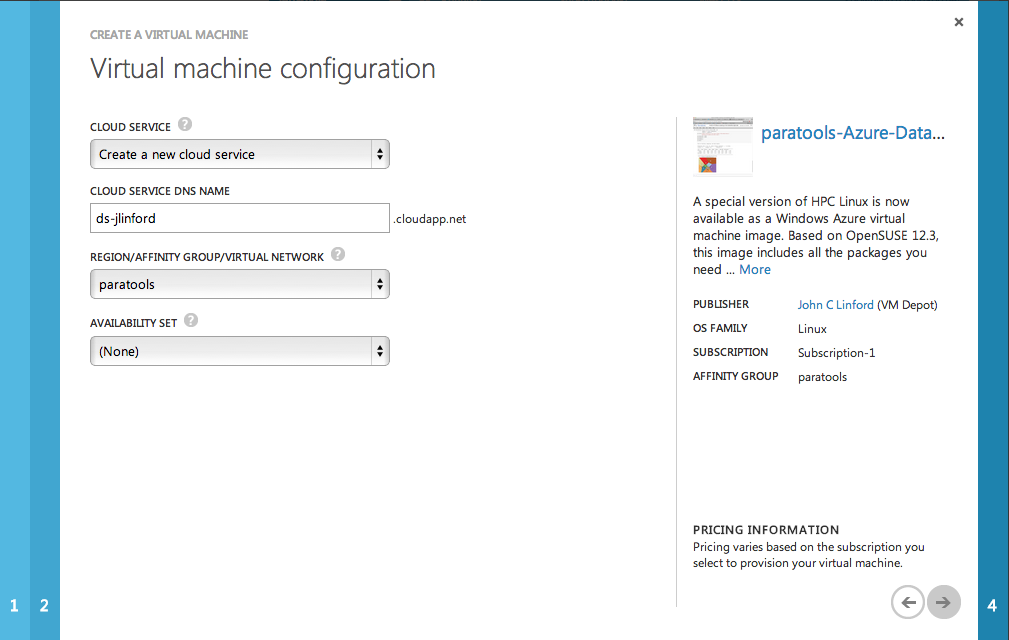 CREATE A VIRTUAL MACHINE
Virtual machine configuration
CLOUD SERVICE ?
Create a new cloud service
CLOUD SERVICE DNS NAME
ds-jlinford .cloudapp.net
REGION/AFFINITY GROUP/VIRTUAL NETWORK ?
paratools
AVAILABILITY SET ?
(None)
paratools-Azure-Data...
A special version of HPC Linux is now
available as a Windows Azure virtual
machine image. Based on OpenSUSE 12.3,
this image includes all the packages you
need ... More
PUBLISHER John C Linford (VM Depot)
OS FAMILY Linux
SUBSCRIPTION Subscription-1
AFFINITY GROUP paratools
PRICING INFORMATION
Pricing varies based on the subscription you
select to provision your virtual machine.
1 2 4